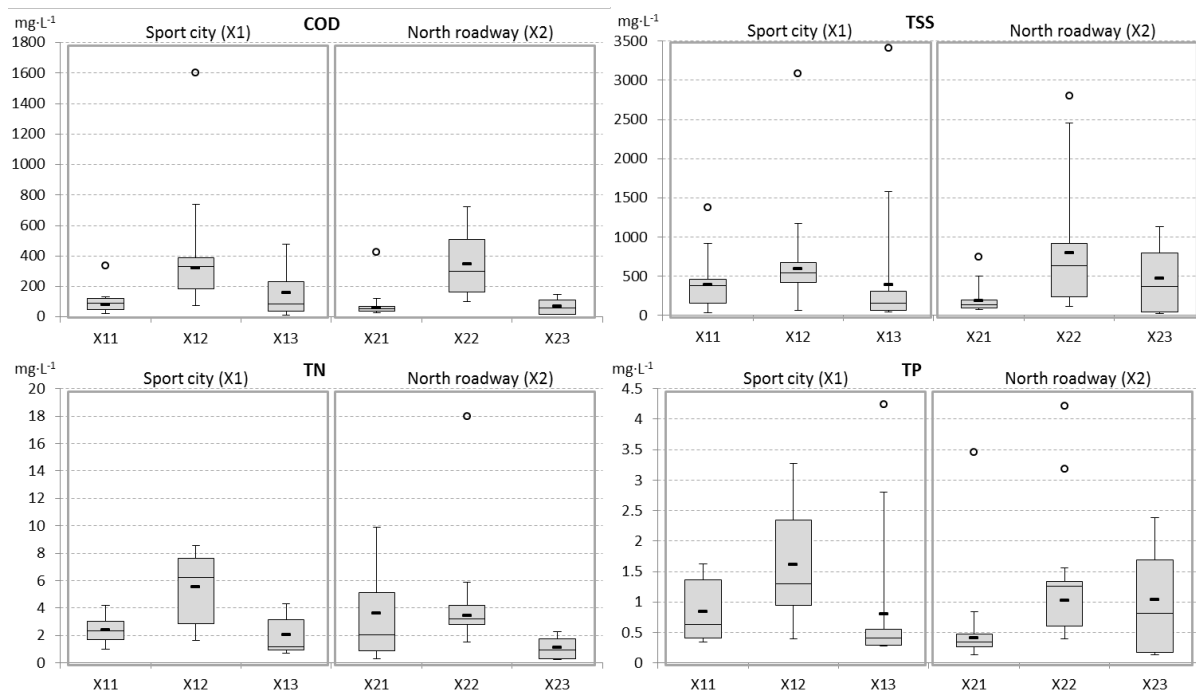 mg·L⁻¹
COD
Sport city (X1)
North roadway (X2)
1800
1600
1400
1200
1000
800
600
400
200
0
X11 X12 X13 X21 X22 X23
mg·L⁻¹
TSS
Sport city (X1)
North roadway (X2)
3500
3000
2500
2000
1500
1000
500
0
X11 X12 X13 X21 X22 X23
mg·L⁻¹
TN
Sport city (X1)
North roadway (X2)
20
18
16
14
12
10
8
6
4
2
0
X11 X12 X13 X21 X22 X23
mg·L⁻¹
TP
Sport city (X1)
North roadway (X2)
4.5
4
3.5
3
2.5
2
1.5
1
0.5
0
X11 X12 X13 X21 X22 X23